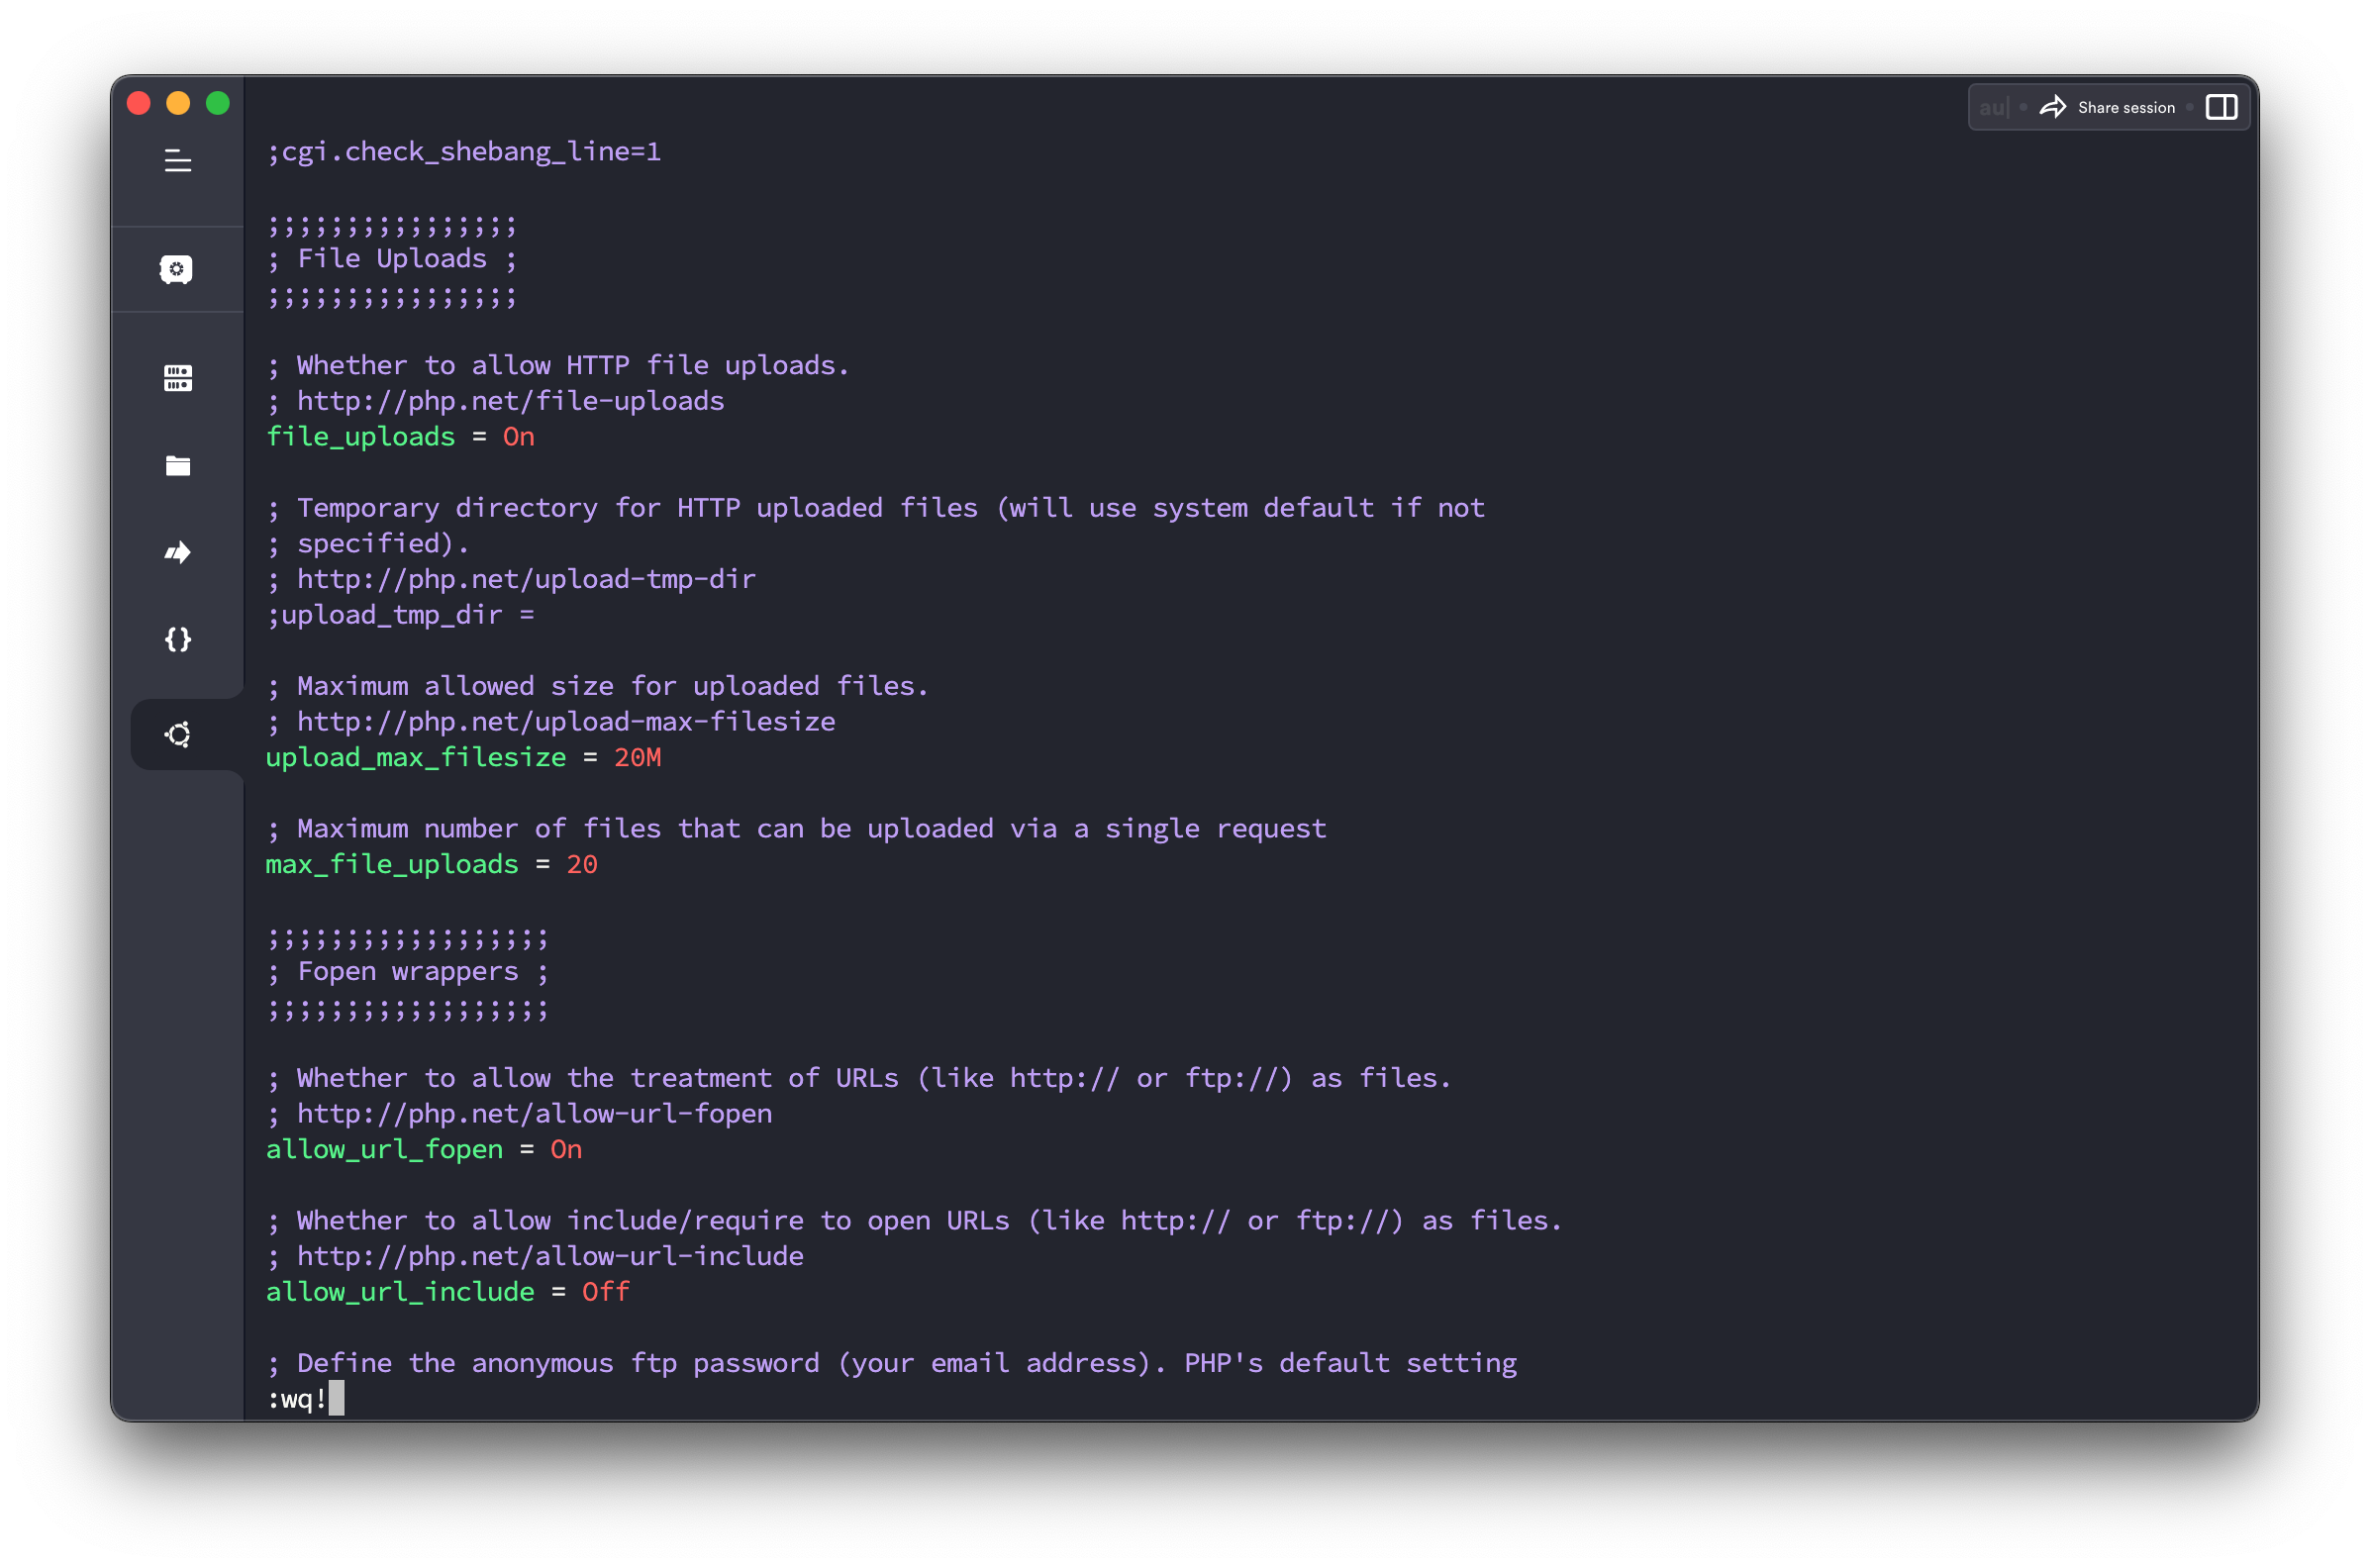 au|
Share session
;cgi.check_shebang_line=1
;;;;;;;;;;;;;;;;
; File Uploads ;
;;;;;;;;;;;;;;;;
; Whether to allow HTTP file uploads.
; http://php.net/file-uploads
file_uploads = On
; Temporary directory for HTTP uploaded files (will use system default if not
; specified).
; http://php.net/upload-tmp-dir
;upload_tmp_dir =
; Maximum allowed size for uploaded files.
; http://php.net/upload-max-filesize
upload_max_filesize = 20M
; Maximum number of files that can be uploaded via a single request
max_file_uploads = 20
;;;;;;;;;;;;;;;;;;
; Fopen wrappers ;
;;;;;;;;;;;;;;;;;;
; Whether to allow the treatment of URLs (like http:// or ftp://) as files.
; http://php.net/allow-url-fopen
allow_url_fopen = On
; Whether to allow include/require to open URLs (like http:// or ftp://) as files.
; http://php.net/allow-url-include
allow_url_include = Off
; Define the anonymous ftp password (your email address). PHP's default setting
:wq!